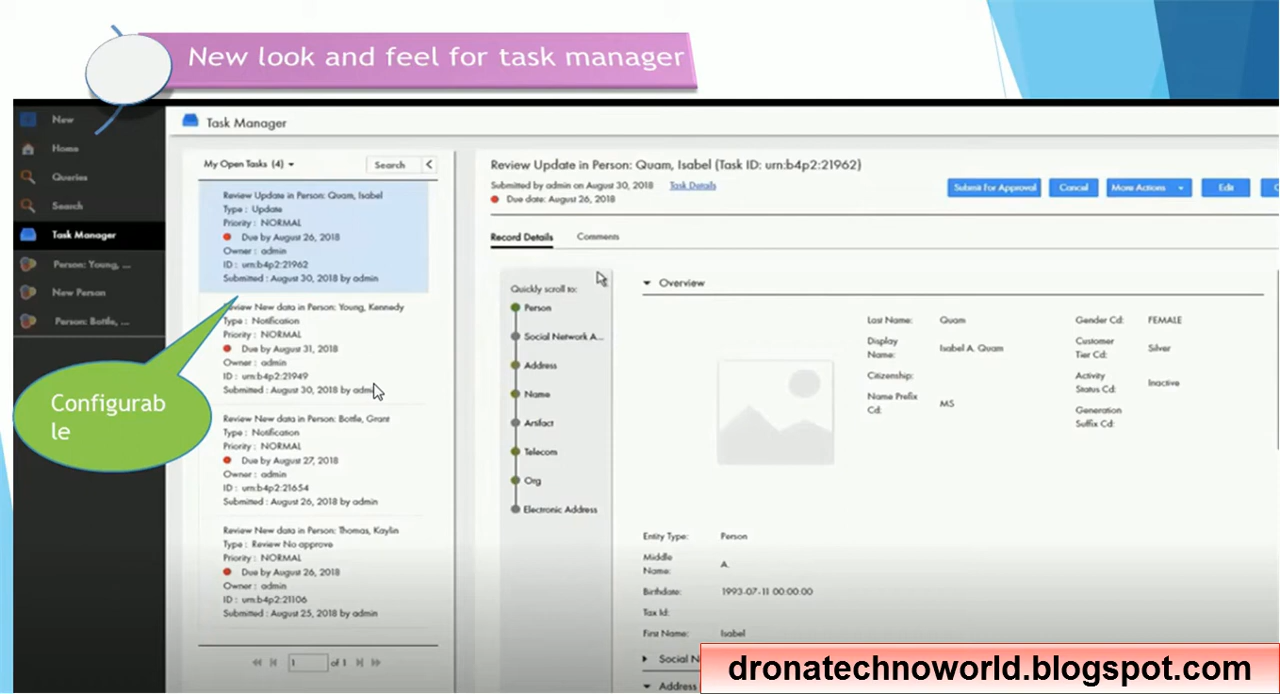 New look and feel for task manager
New
Home
Queries
Search
Task Manager
Person: Young, ...
New Person
Person: Bottle, ...
Configurab
le
Task Manager
My Open Tasks (4)
Search
Review Update in Person: Quam, Isabel
Type : Update
Priority : NORMAL
Due by August 26, 2018
Owner : admin
ID : urn:b4p2:21962
Submitted : August 30, 2018 by admin
Review New data in Person: Young, Kennedy
Type : Notification
Priority : NORMAL
Due by August 31, 2018
Owner : admin
ID : urn:b4p2:21949
Submitted : August 30, 2018 by admin
Review New data in Person: Bottle, Grant
Type : Notification
Priority : NORMAL
Due by August 27, 2018
Owner : admin
ID : urn:b4p2:21654
Submitted : August 26, 2018 by admin
Review New data in Person: Thomas, Kaylin
Type : Review No approve
Priority : NORMAL
Due by August 26, 2018
Owner : admin
ID : urn:b4p2:21106
Submitted : August 25, 2018 by admin
1 of 1
Review Update in Person: Quam, Isabel (Task ID: urn:b4p2:21962)
Submitted by admin on August 30, 2018 Task Details
Due date: August 26, 2018
Submit For Approval Cancel More Actions Edit
Record Details Comments
Quickly scroll to:
Person
Social Network A...
Address
Name
Artifact
Telecom
Org
Electronic Address
Overview
Last Name: Quam
Display
Name: Isabel A. Quam
Citizenship:
Name Prefix
Cd: MS
Gender Cd: FEMALE
Customer
Tier Cd: Silver
Activity
Status Cd: Inactive
Generation
Suffix Cd:
Entity Type: Person
Middle
Name: A.
Birthdate: 1993-07-11 00:00:00
Tax Id:
First Name: Isabel
Social N
Address
dronatechnoworld.blogspot.com